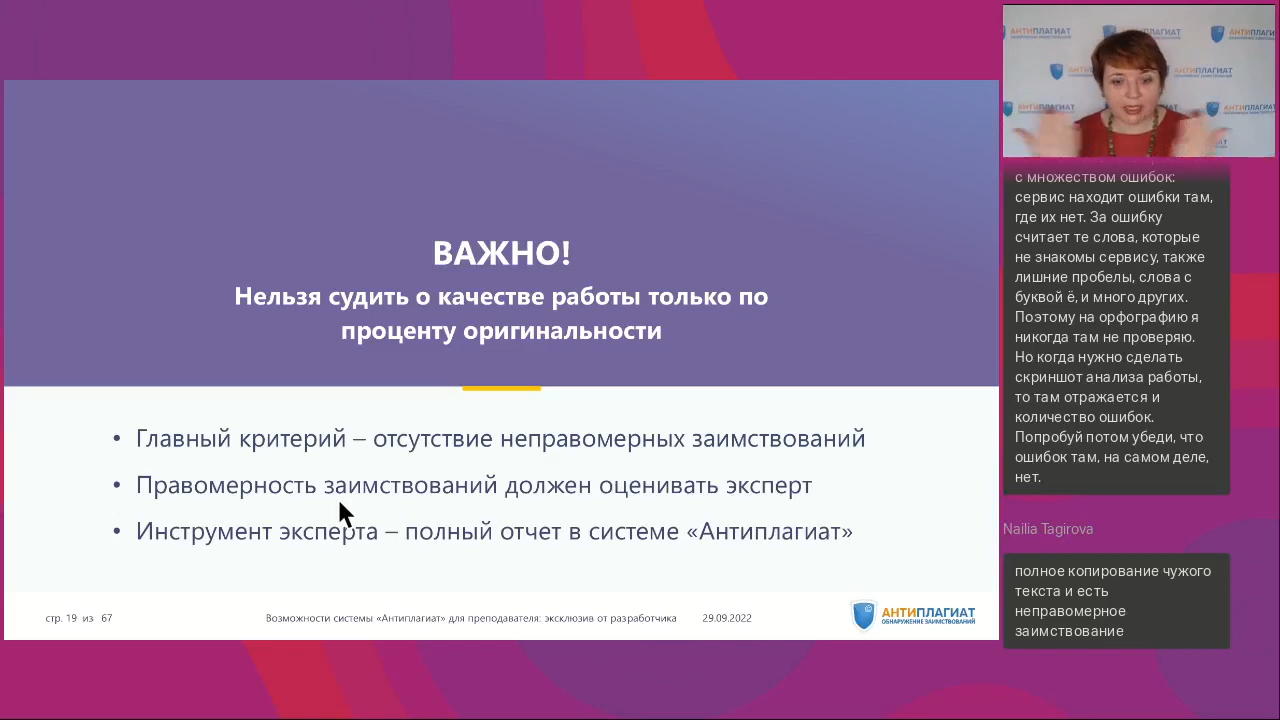 ВАЖНО!
Нельзя судить о качестве работы только по
проценту оригинальности
• Главный критерий – отсутствие неправомерных заимствований
• Правомерность заимствований должен оценивать эксперт
• Инструмент эксперта – полный отчет в системе «Антиплагиат»
стр. 19 из 67
Возможности системы «Антиплагиат» для преподавателя: эксклюзив от разработчика
29.09.2022
АНТИПЛАГИАТ
ОБНАРУЖЕНИЕ ЗАИМСТВОВАНИЙ
АНТИПЛАГИАТ
с множеством ошибок:
сервис находит ошибки там,
где их нет. За ошибку
считает те слова, которые
не знакомы сервису, также
лишние пробелы, слова с
буквой ё, и много других.
Поэтому на орфографию я
никогда там не проверяю.
Но когда нужно сделать
скриншот анализа работы,
то там отражается и
количество ошибок.
Попробуй потом убеди, что
ошибок там, на самом деле,
нет.
Nailia Tagirova
полное копирование чужого
текста и есть
неправомерное
заимствование